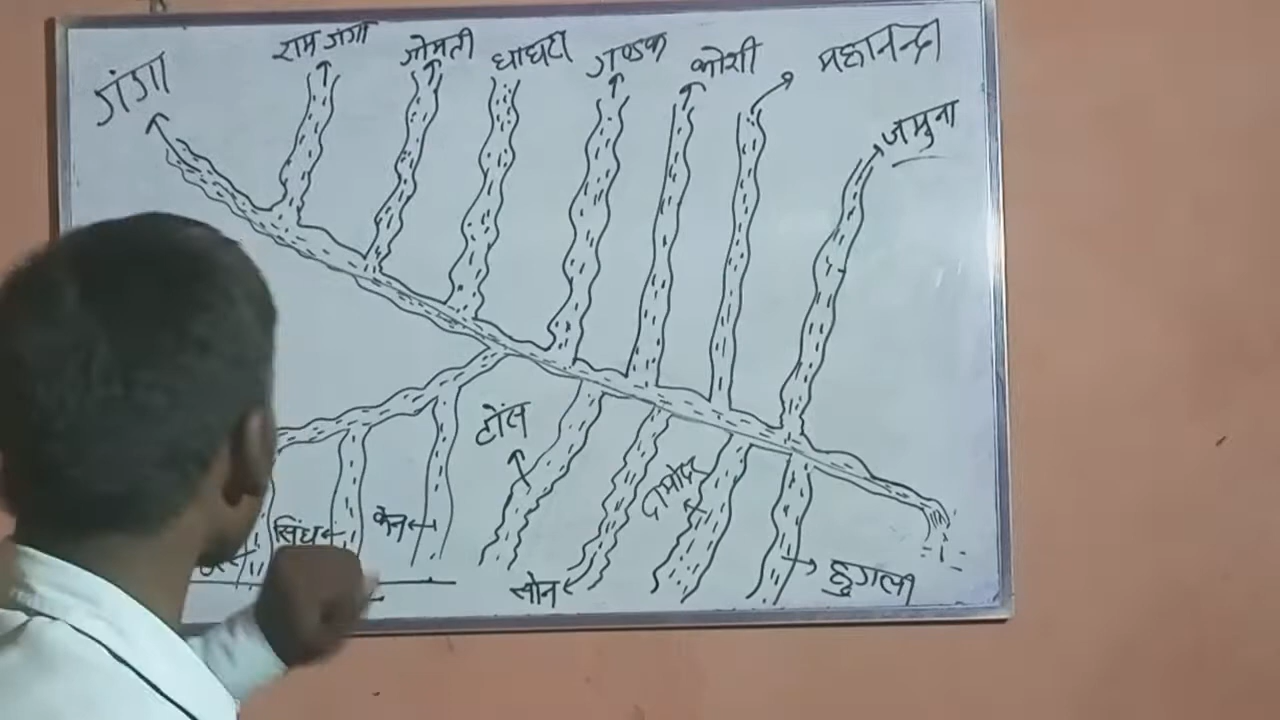 गंगा
राम गंगा
गोमती
घाघरा
गण्डक
कोसी
महानन्दा
जमुना
टोंस
दामोदर
सिंध
केन
सोन
हुगली